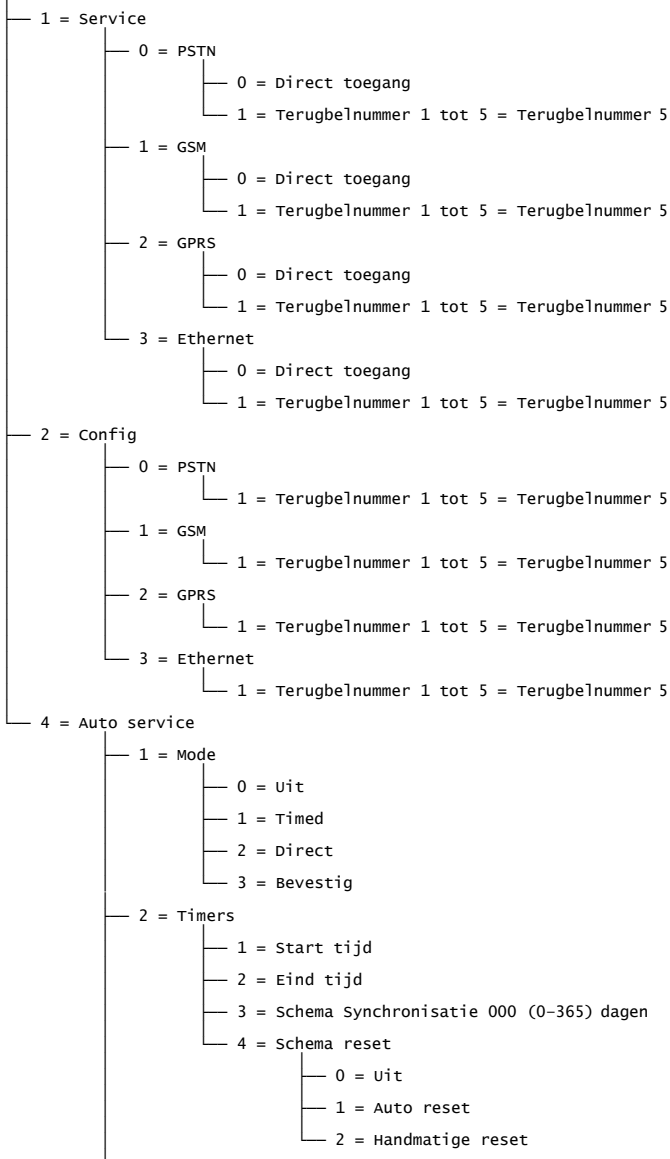 1 = Service
0 = PSTN
0 = Direct toegang
1 = Terugbelnummer 1 tot 5 = Terugbelnummer 5
1 = GSM
0 = Direct toegang
1 = Terugbelnummer 1 tot 5 = Terugbelnummer 5
2 = GPRS
0 = Direct toegang
1 = Terugbelnummer 1 tot 5 = Terugbelnummer 5
3 = Ethernet
0 = Direct toegang
1 = Terugbelnummer 1 tot 5 = Terugbelnummer 5
2 = Config
0 = PSTN
1 = Terugbelnummer 1 tot 5 = Terugbelnummer 5
1 = GSM
1 = Terugbelnummer 1 tot 5 = Terugbelnummer 5
2 = GPRS
1 = Terugbelnummer 1 tot 5 = Terugbelnummer 5
3 = Ethernet
1 = Terugbelnummer 1 tot 5 = Terugbelnummer 5
4 = Auto service
1 = Mode
0 = Uit
1 = Timed
2 = Direct
3 = Bevestig
2 = Timers
1 = Start tijd
2 = Eind tijd
3 = Schema Synchronisatie 000 (0–365) dagen
4 = Schema reset
0 = Uit
1 = Auto reset
2 = Handmatige reset